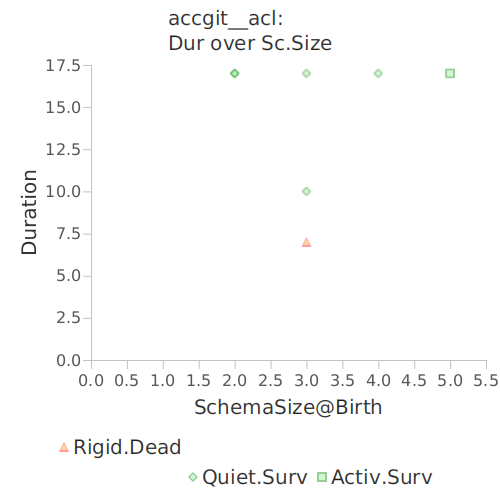 accgit__acl:
Dur over Sc.Size
17.5
15.0
12.5
10.0
7.5
5.0
2.5
0.0
Duration
0.0 0.5 1.0 1.5 2.0 2.5 3.0 3.5 4.0 4.5 5.0 5.5
SchemaSize@Birth
Rigid.Dead
Quiet.Surv Activ.Surv